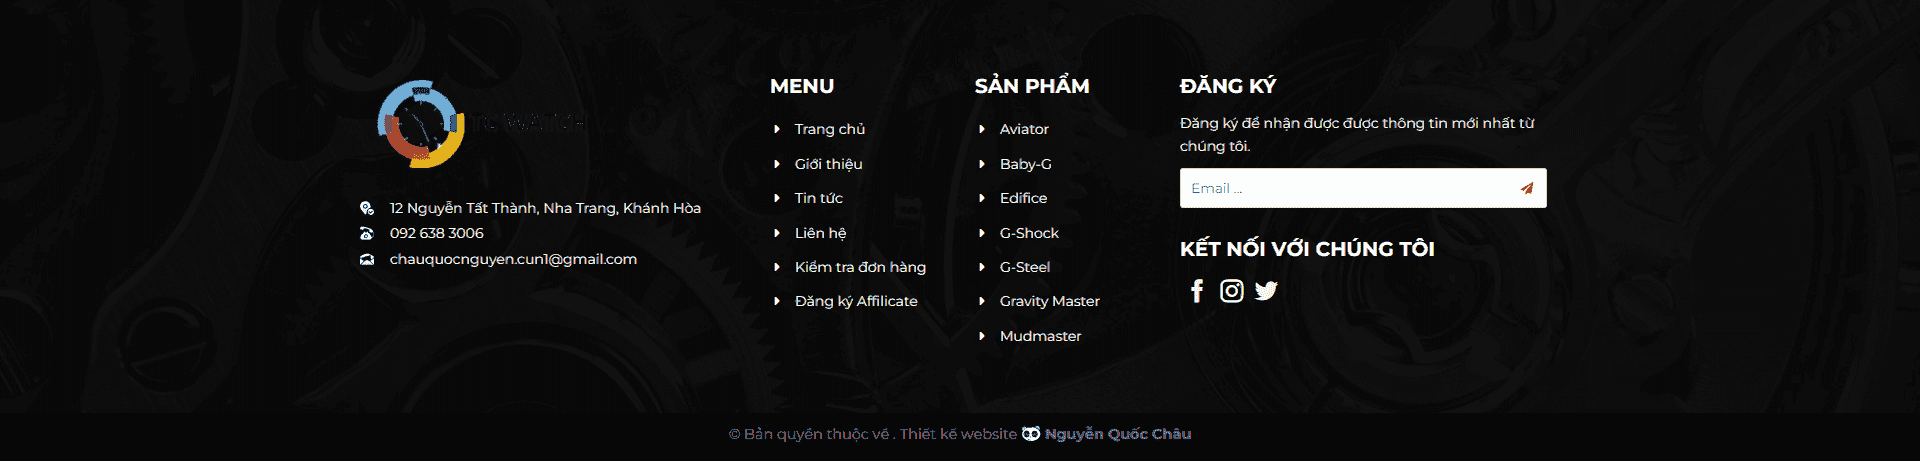 WATCH
12 Nguyễn Tất Thành, Nha Trang, Khánh Hòa
092 638 3006
chauquocnguyen.cun1@gmail.com
MENU
Trang chủ
Giới thiệu
Tin tức
Liên hệ
Kiểm tra đơn hàng
Đăng ký Affilicate
SẢN PHẨM
Aviator
Baby-G
Edifice
G-Shock
G-Steel
Gravity Master
Mudmaster
ĐĂNG KÝ
Đăng ký để nhận được được thông tin mới nhất từ
chúng tôi.
Email ...
KẾT NỐI VỚI CHÚNG TÔI
© Bản quyền thuộc về . Thiết kế website Nguyễn Quốc Châu